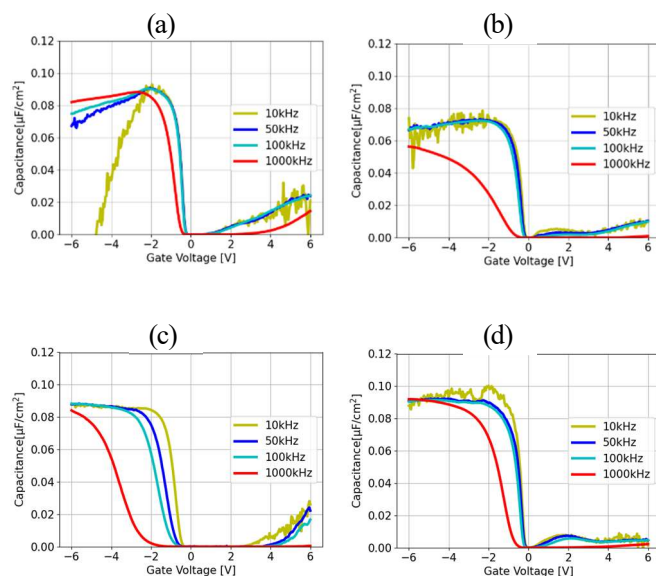 (a)
0.12
0.10
0.08
0.06
0.04
0.02
0.00
Capacitance[μF/cm²]
10kHz
50kHz
100kHz
1000kHz
−6 −4 −2 0 2 4 6
Gate Voltage [V]
(b)
0.12
0.10
0.08
0.06
0.04
0.02
0.00
Capacitance[μF/cm²]
10kHz
50kHz
100kHz
1000kHz
−6 −4 −2 0 2 4 6
Gate Voltage [V]
(c)
0.12
0.10
0.08
0.06
0.04
0.02
0.00
Capacitance[μF/cm²]
10kHz
50kHz
100kHz
1000kHz
−6 −4 −2 0 2 4 6
Gate Voltage [V]
(d)
0.12
0.10
0.08
0.06
0.04
0.02
0.00
Capacitance[μF/cm²]
10kHz
50kHz
100kHz
1000kHz
−6 −4 −2 0 2 4 6
Gate Voltage [V]